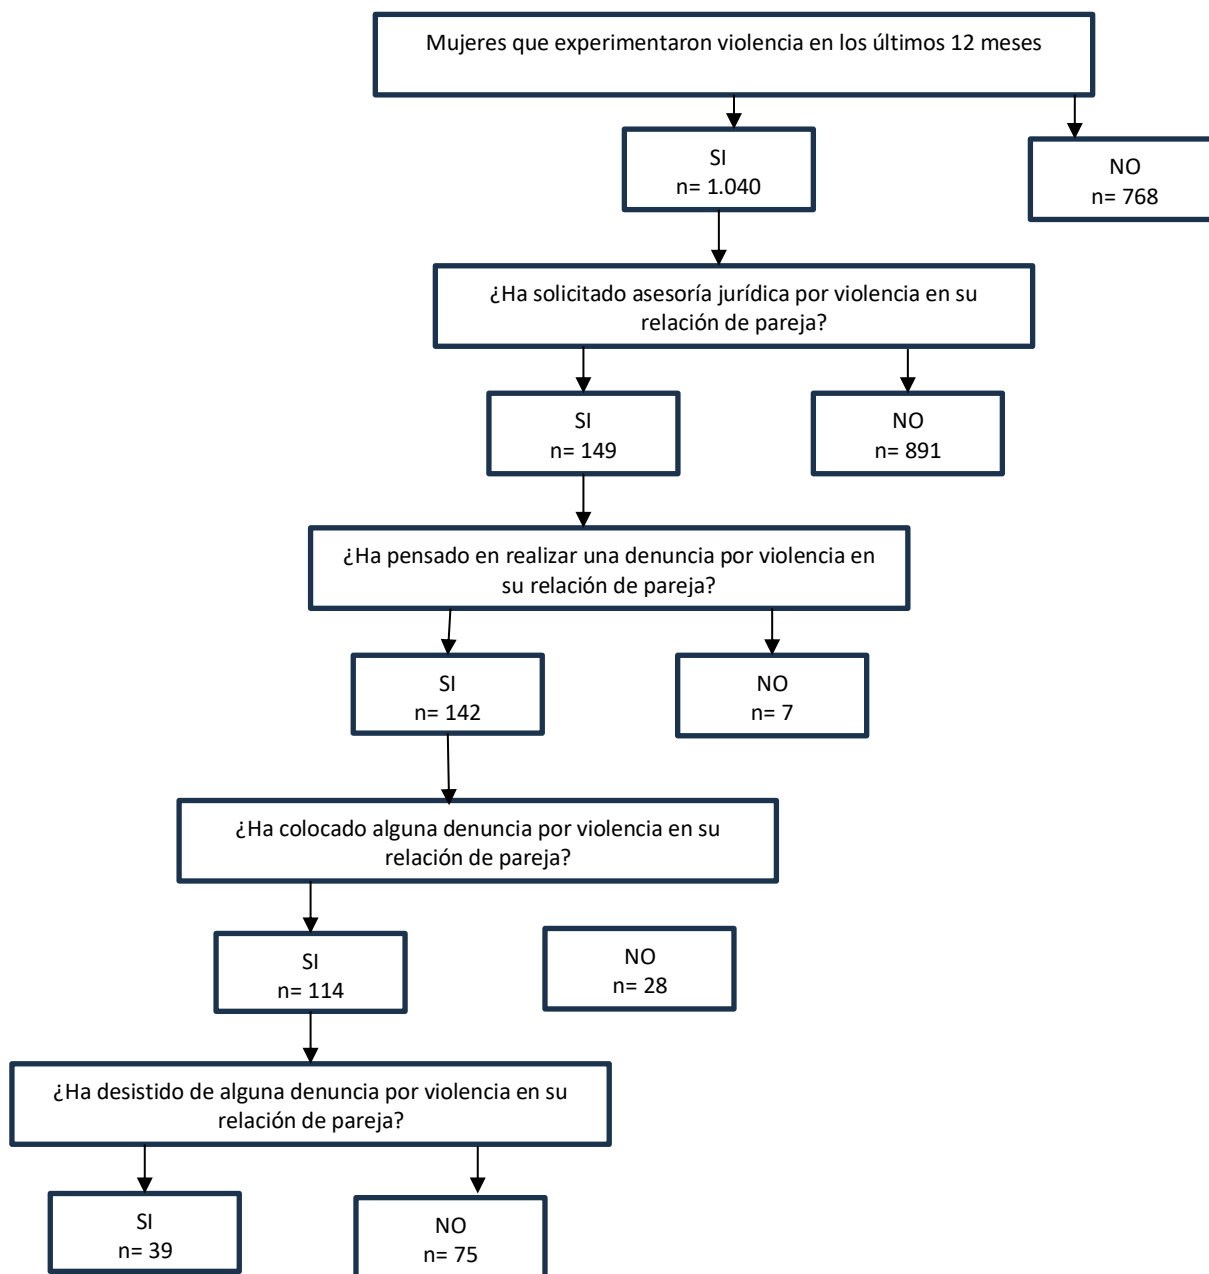 Mujeres que experimentaron violencia en los últimos 12 meses
SI
n= 1.040
NO
n= 768
¿Ha solicitado asesoría jurídica por violencia en su
relación de pareja?
SI
n= 149
NO
n= 891
¿Ha pensado en realizar una denuncia por violencia en
su relación de pareja?
SI
n= 142
NO
n= 7
¿Ha colocado alguna denuncia por violencia en su
relación de pareja?
SI
n= 114
NO
n= 28
¿Ha desistido de alguna denuncia por violencia en su
relación de pareja?
SI
n= 39
NO
n= 75